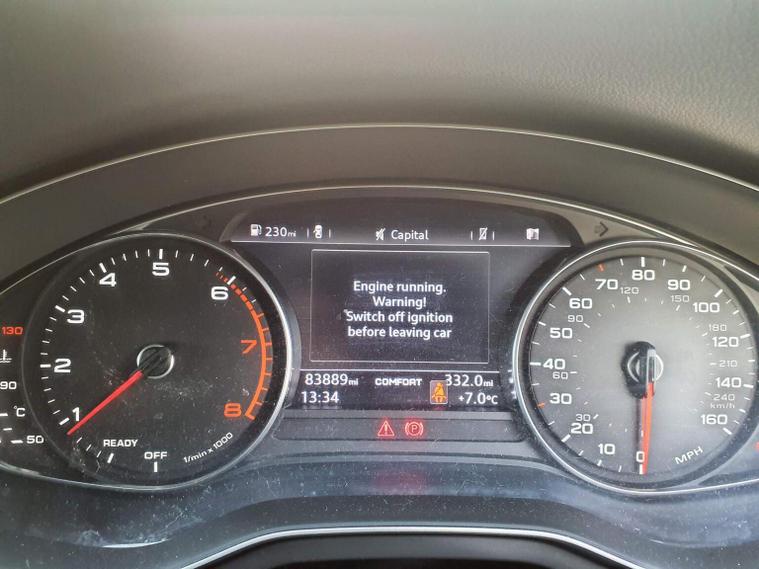 230mi
Capital
Engine running.
Warning!
Switch off ignition
before leaving car
83889mi COMFORT 332.0mi
13:34 +7.0°C
1 2 3 4 5 6 7 8
READY
OFF
1/min x 1000
130
90
°C
50
0 10 20 30 40 50 60 70 80 90 100 120 140 160
MPH
30 60 90 120 150 180 210 240
km/h
P